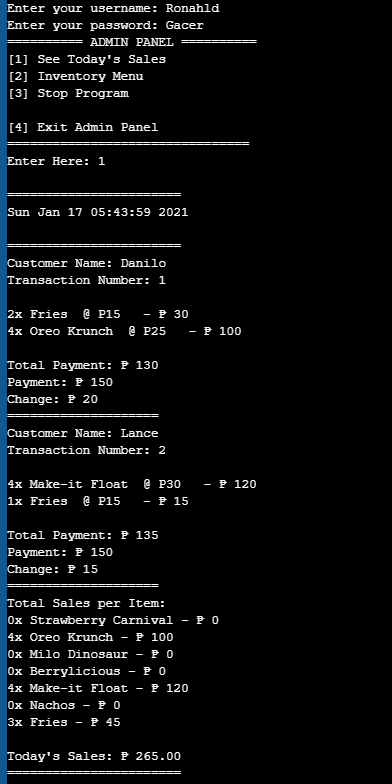 Enter your username: Ronahld
Enter your password: Gacer
========== ADMIN PANEL ==========
[1] See Today's Sales
[2] Inventory Menu
[3] Stop Program
[4] Exit Admin Panel
================================
Enter Here: 1
=======================
Sun Jan 17 05:43:59 2021
=======================
Customer Name: Danilo
Transaction Number: 1
2x Fries  @ P15   - ₱ 30
4x Oreo Krunch  @ P25   - ₱ 100
Total Payment: ₱ 130
Payment: ₱ 150
Change: ₱ 20
====================
Customer Name: Lance
Transaction Number: 2
4x Make-it Float  @ P30   - ₱ 120
1x Fries  @ P15   - ₱ 15
Total Payment: ₱ 135
Payment: ₱ 150
Change: ₱ 15
====================
Total Sales per Item:
0x Strawberry Carnival - ₱ 0
4x Oreo Krunch - ₱ 100
0x Milo Dinosaur - ₱ 0
0x Berrylicious - ₱ 0
4x Make-it Float - ₱ 120
0x Nachos - ₱ 0
3x Fries - ₱ 45
Today's Sales: ₱ 265.00
=======================